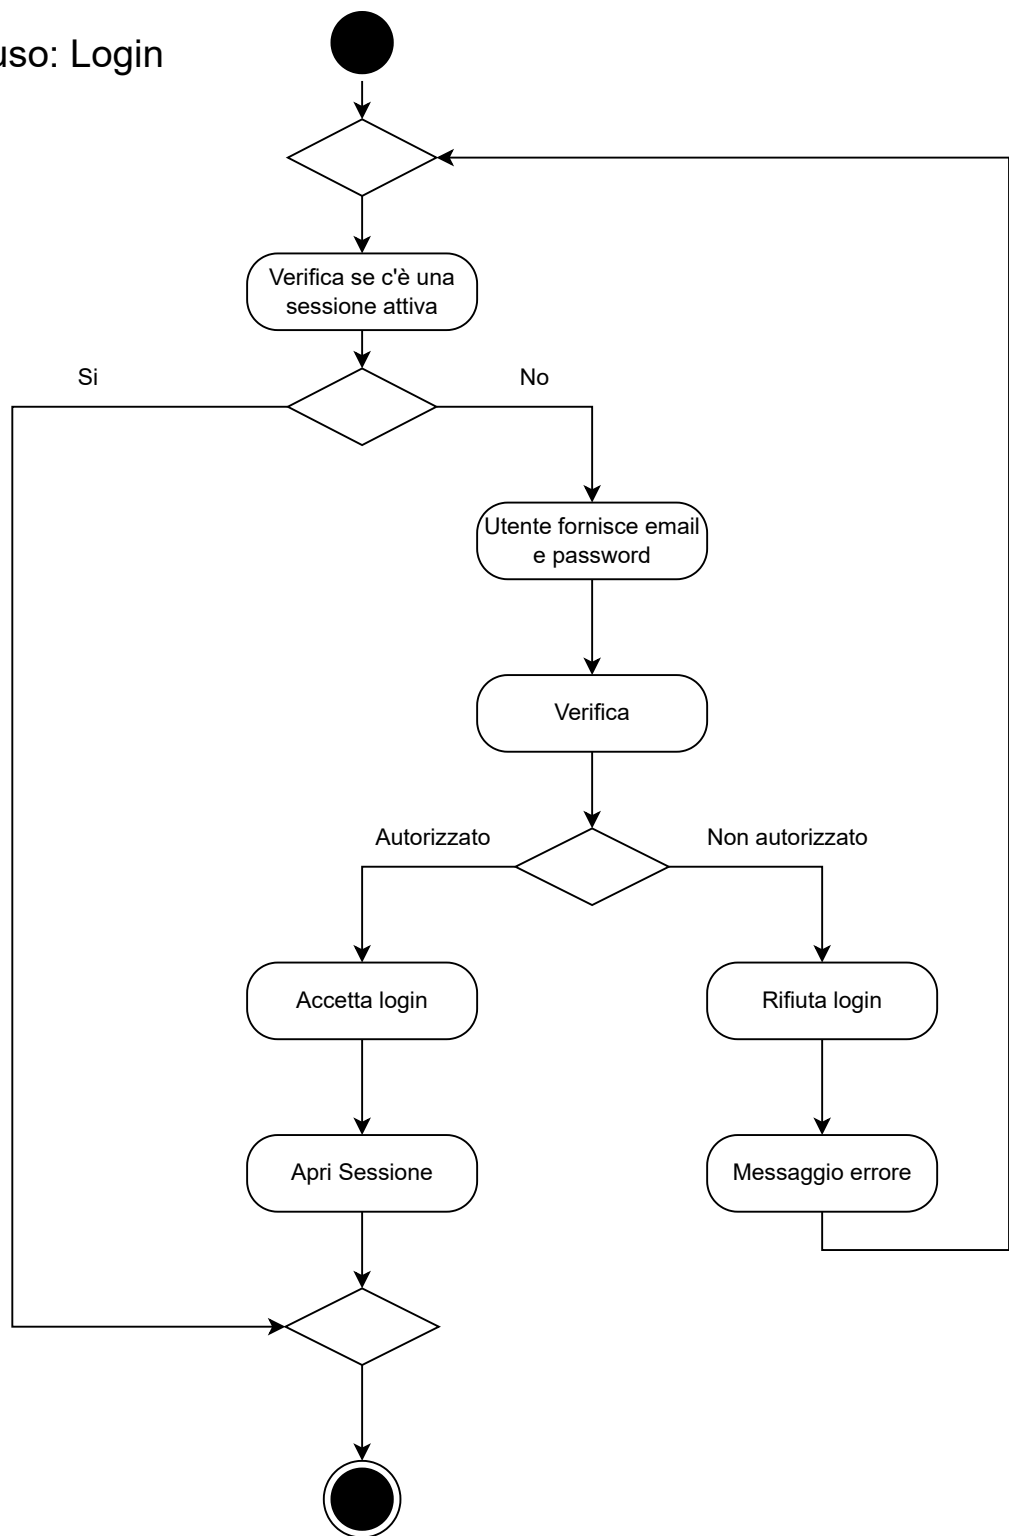 uso: Login
Verifica se c'è una
sessione attiva
Si
No
Utente fornisce email
e password
Verifica
Autorizzato
Non autorizzato
Accetta login
Rifiuta login
Apri Sessione
Messaggio errore